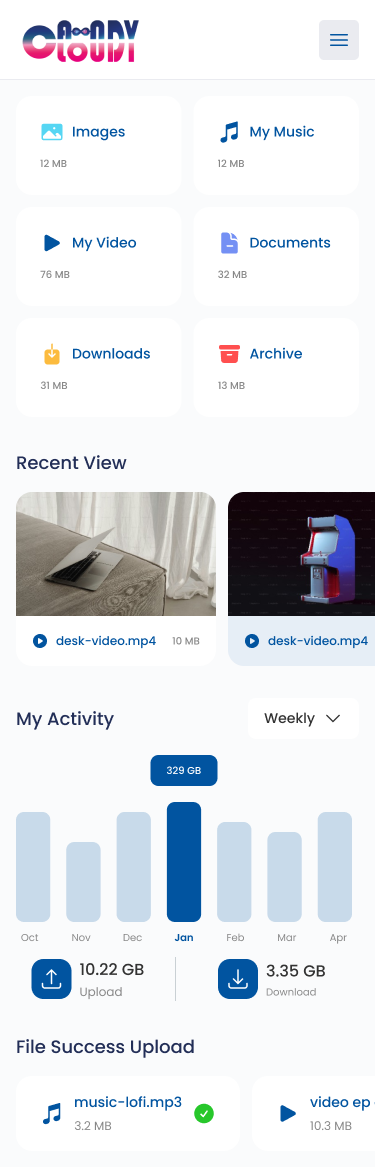 CANDY
CLOUDY
Images
12 MB
My Music
12 MB
My Video
76 MB
Documents
32 MB
Downloads
31 MB
Archive
13 MB
Recent View
desk-video.mp4 10 MB
desk-video.mp4
My Activity
Weekly
329 GB
Oct Nov Dec Jan Feb Mar Apr
10.22 GB
Upload
3.35 GB
Download
File Success Upload
music-lofi.mp3
3.2 MB
video ep
10.3 MB